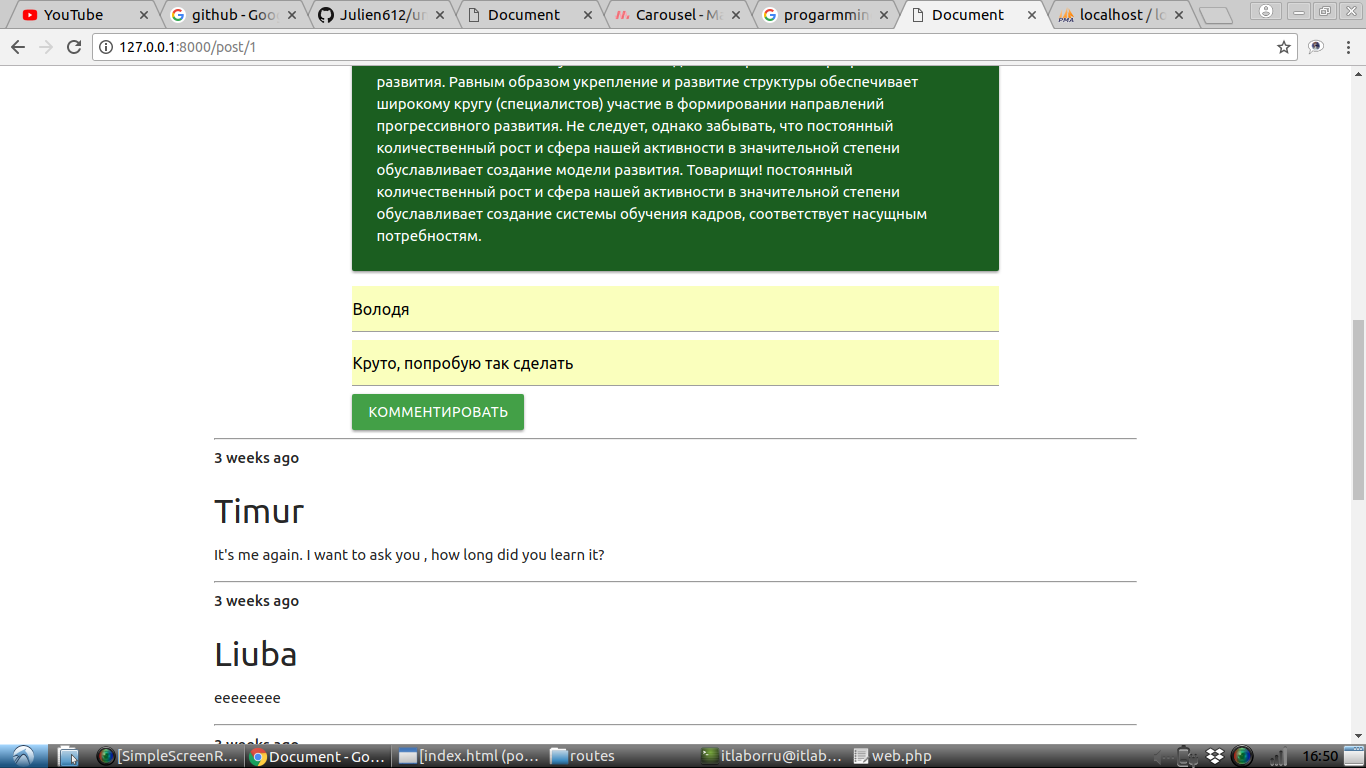 YouTube
github - Goo
Julien612/ur
Document
Carousel - Ma
progarmmin
Document
localhost / lo
127.0.0.1:8000/post/1
развития. Равным образом укрепление и развитие структуры обеспечивает
широкому кругу (специалистов) участие в формировании направлений
прогрессивного развития. Не следует, однако забывать, что постоянный
количественный рост и сфера нашей активности в значительной степени
обуславливает создание модели развития. Товарищи! постоянный
количественный рост и сфера нашей активности в значительной степени
обуславливает создание системы обучения кадров, соответствует насущным
потребностям.
Володя
Круто, попробую так сделать
КОММЕНТИРОВАТЬ
3 weeks ago
Timur
It's me again. I want to ask you , how long did you learn it?
3 weeks ago
Liuba
eeeeeeee
3 weeks ago
[SimpleScreenR...
Document - Go...
[index.html (po...
routes
itlaborru@itlab...
web.php
16:50